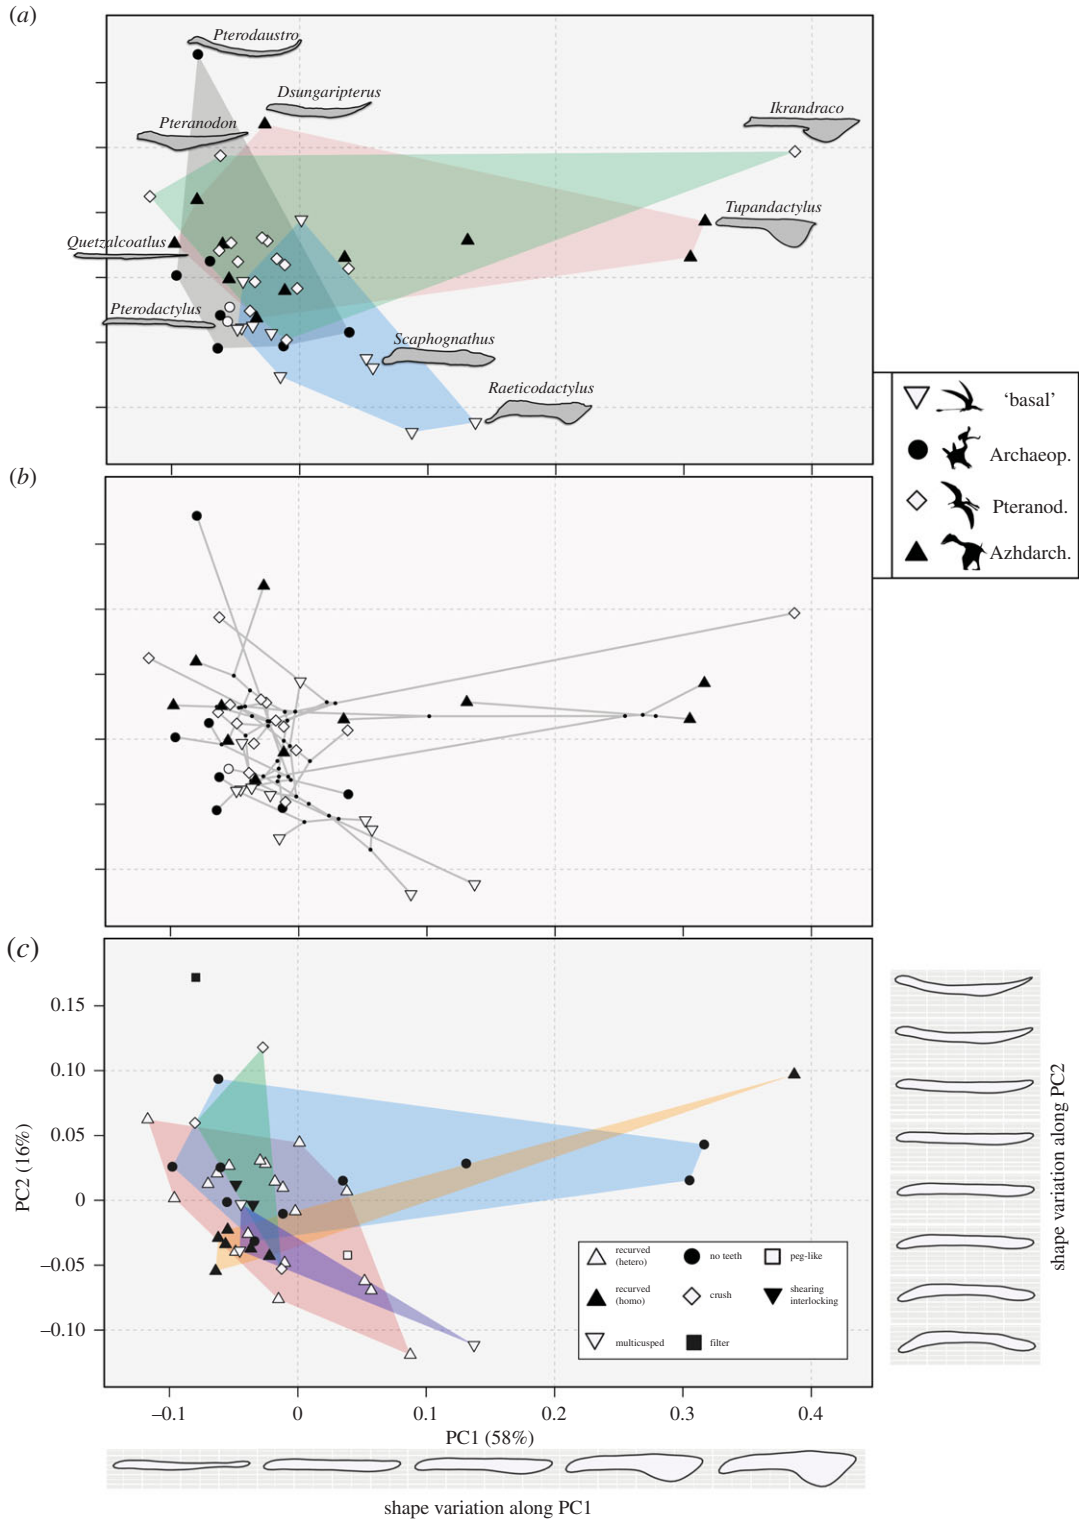 (a)
Pterodaustro
Dsungaripterus
Pteranodon
Ikrandraco
Tupandactylus
Quetzalcoatlus
Pterodactylus
Scaphognathus
Raeticodactylus
‘basal’
Archaeop.
Pteranod.
Azhdarch.
(b)
(c)
0.15
0.10
0.05
0
–0.05
–0.10
PC2 (16%)
recurved
(hetero)
no teeth
peg-like
recurved
(homo)
crush
shearing
interlocking
multicusped
filter
–0.1
0
0.1
0.2
0.3
0.4
PC1 (58%)
shape variation along PC1
shape variation along PC2